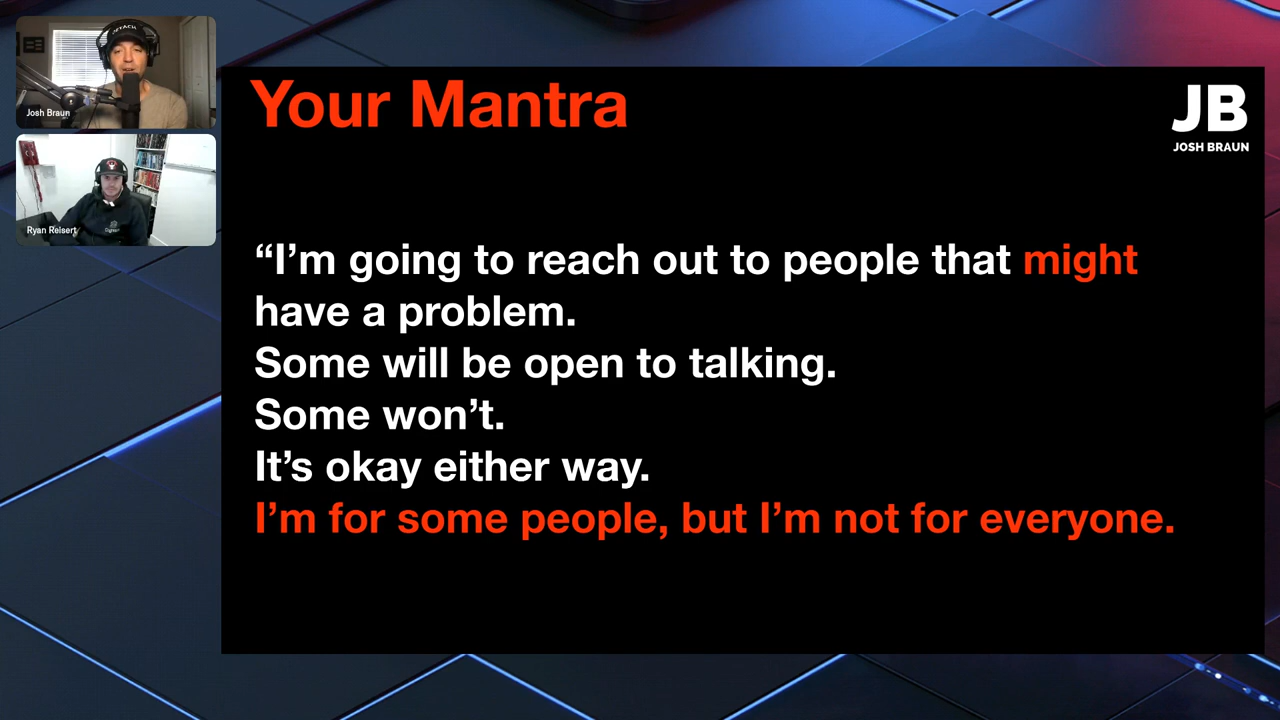 DETACH
Josh Braun
Ryan Reisert
Your Mantra
JB
JOSH BRAUN
“I’m going to reach out to people that might
have a problem.
Some will be open to talking.
Some won’t.
It’s okay either way.
I’m for some people, but I’m not for everyone.